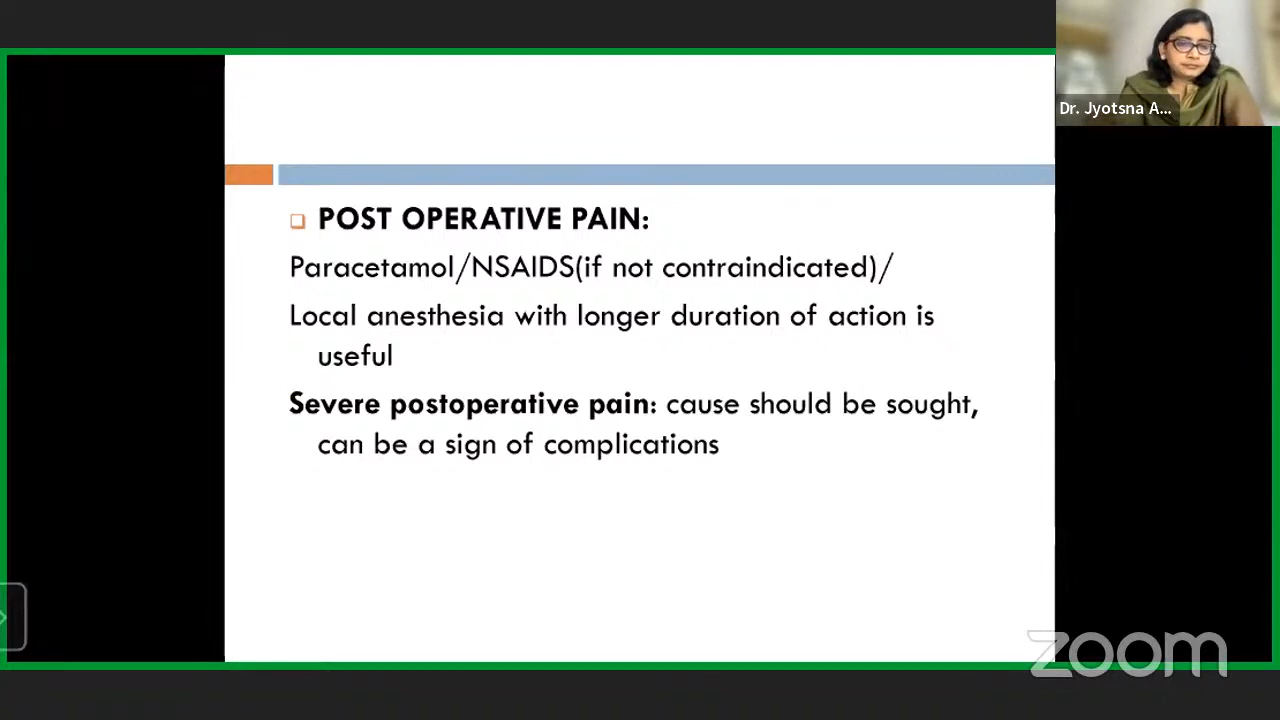 Dr. Jyotsna A...
POST OPERATIVE PAIN:
Paracetamol/NSAIDS(if not contraindicated)/
Local anesthesia with longer duration of action is
useful
Severe postoperative pain: cause should be sought,
can be a sign of complications
zoom